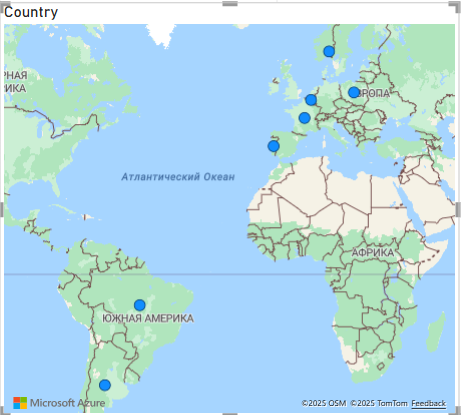 Country
РНАЯ
ИКА
ЕВРОПА
Атлантический Океан
АФРИКА
ЮЖНАЯ АМЕРИКА
Microsoft Azure
©2025 OSM ©2025 TomTom Feedback